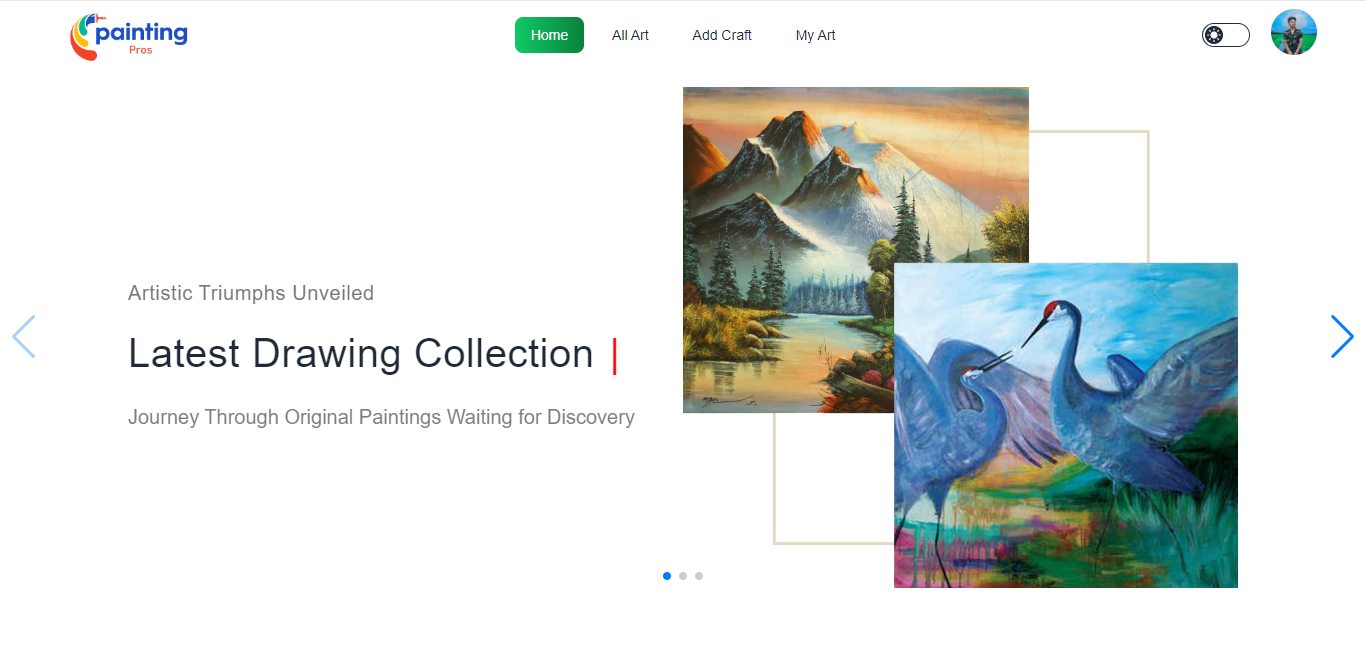 painting
Pros
Home
All Art
Add Craft
My Art
Artistic Triumphs Unveiled
Latest Drawing Collection
Journey Through Original Paintings Waiting for Discovery